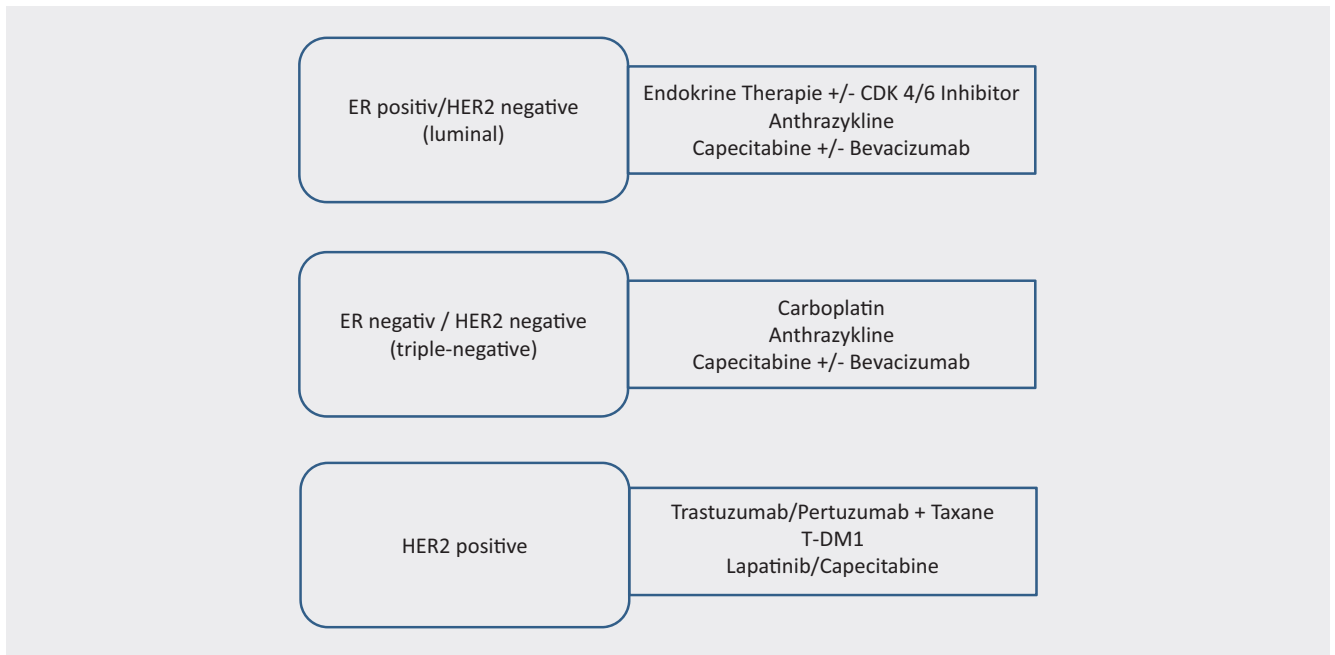 ER positiv/HER2 negative
(luminal)
Endokrine Therapie +/- CDK 4/6 Inhibitor
Anthrazykline
Capecitabine +/- Bevacizumab
ER negativ / HER2 negative
(triple-negative)
Carboplatin
Anthrazykline
Capecitabine +/- Bevacizumab
HER2 positive
Trastuzumab/Pertuzumab + Taxane
T-DM1
Lapatinib/Capecitabine